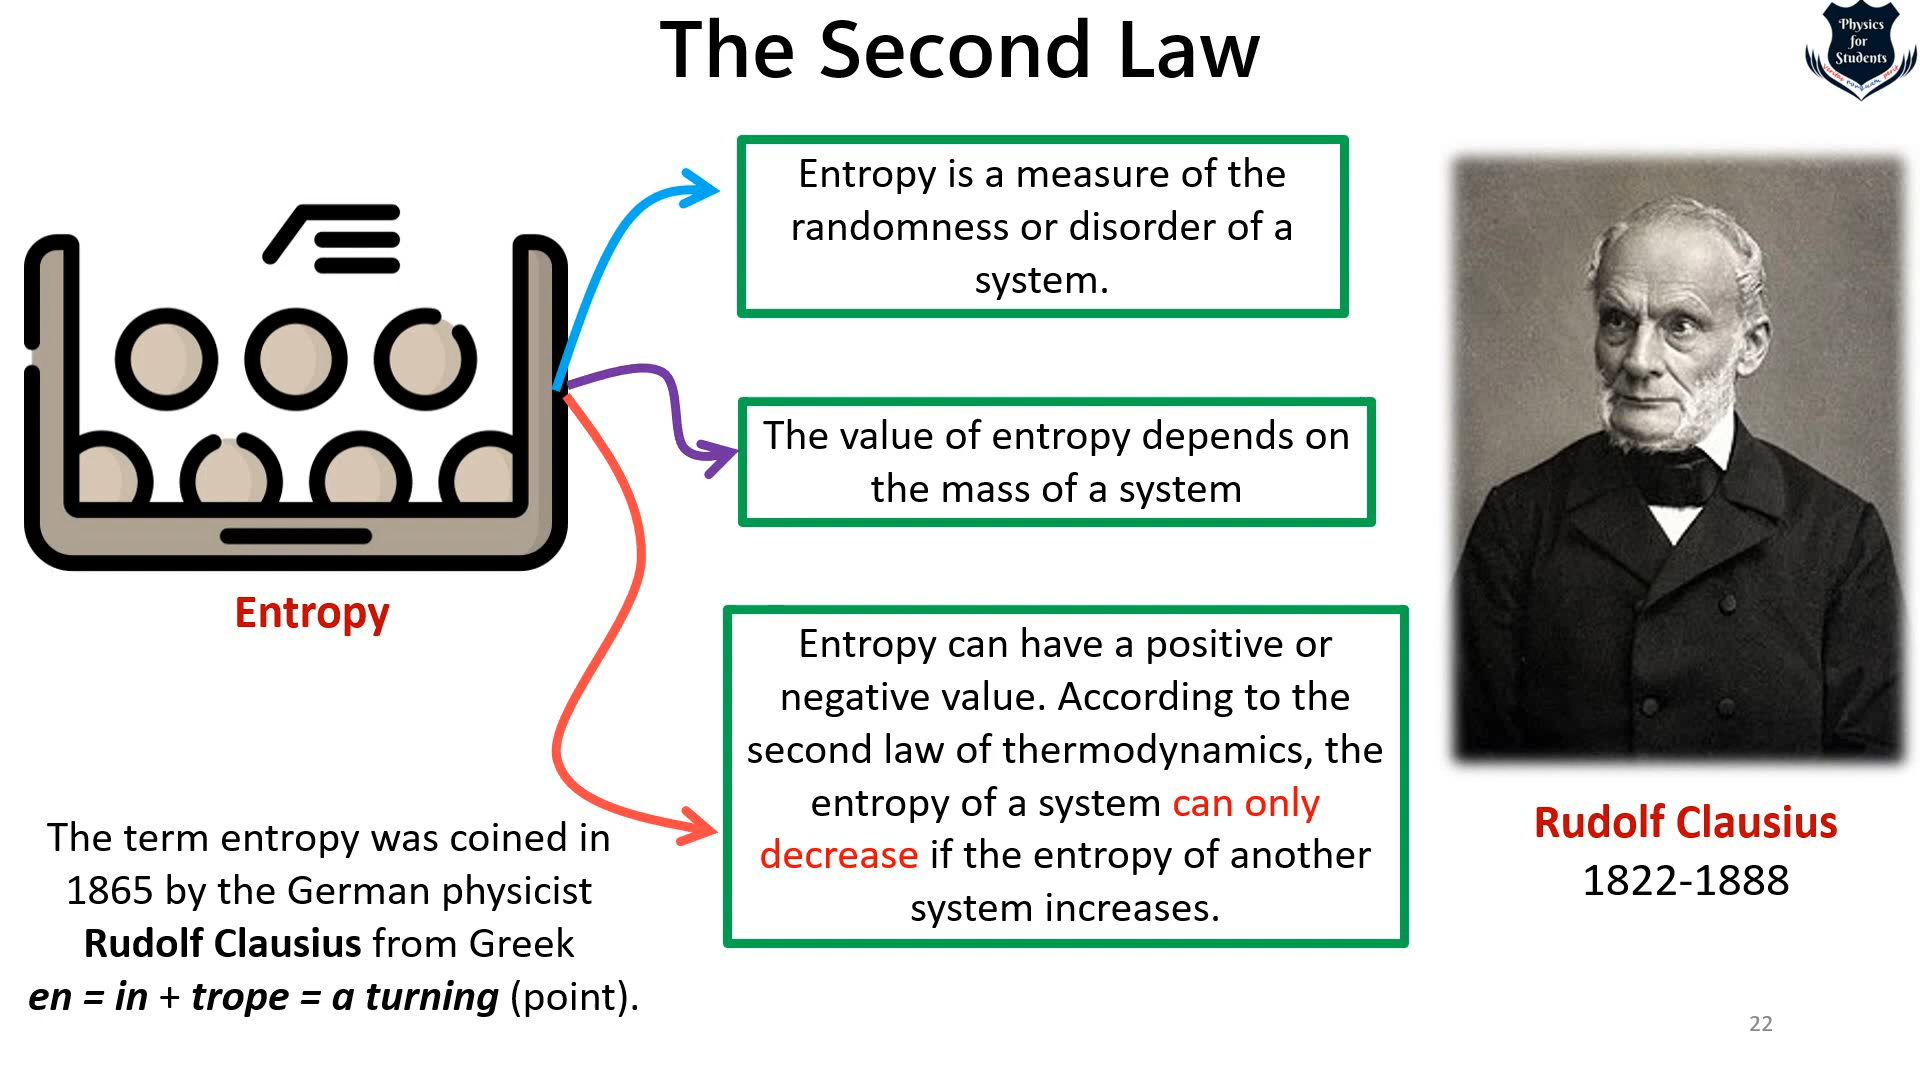 The Second Law
Physics
for
Students
Entropy is a measure of the
randomness or disorder of a
system.
The value of entropy depends on
the mass of a system
Entropy
Entropy can have a positive or
negative value. According to the
second law of thermodynamics, the
entropy of a system can only
decrease if the entropy of another
system increases.
The term entropy was coined in
1865 by the German physicist
Rudolf Clausius from Greek
en = in + trope = a turning (point).
Rudolf Clausius
1822-1888
22